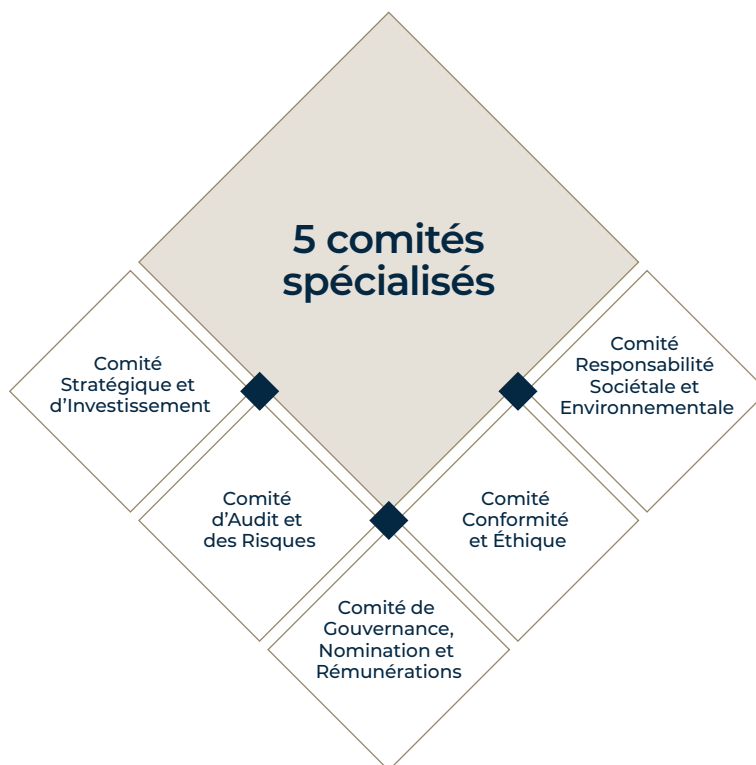 5 comités
spécialisés
Comité
Stratégique et
d’Investissement
Comité
d’Audit et
des Risques
Comité de
Gouvernance,
Nomination et
Rémunérations
Comité
Conformité
et Éthique
Comité
Responsabilité
Sociétale et
Environnementale